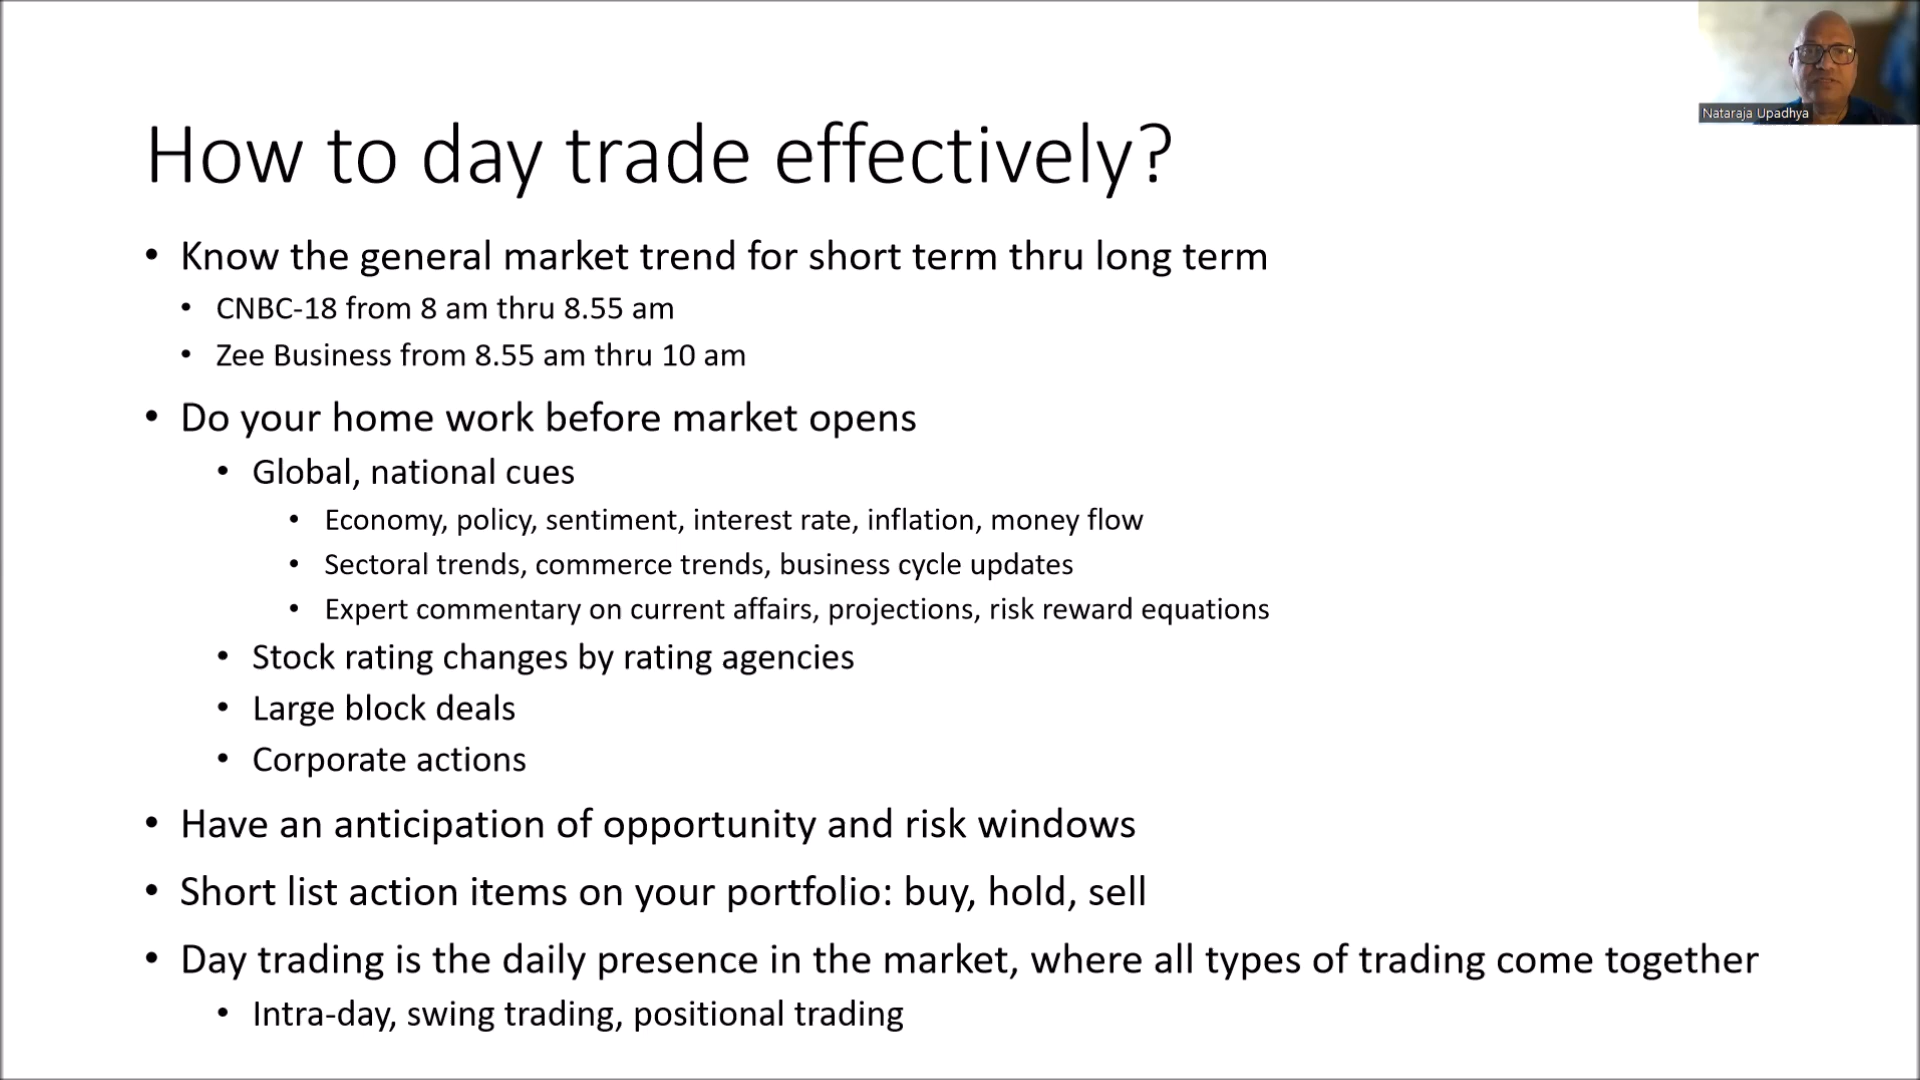 Nataraja Upadhya
How to day trade effectively?
• Know the general market trend for short term thru long term
• CNBC-18 from 8 am thru 8.55 am
• Zee Business from 8.55 am thru 10 am
• Do your home work before market opens
• Global, national cues
• Economy, policy, sentiment, interest rate, inflation, money flow
• Sectoral trends, commerce trends, business cycle updates
• Expert commentary on current affairs, projections, risk reward equations
• Stock rating changes by rating agencies
• Large block deals
• Corporate actions
• Have an anticipation of opportunity and risk windows
• Short list action items on your portfolio: buy, hold, sell
• Day trading is the daily presence in the market, where all types of trading come together
• Intra-day, swing trading, positional trading